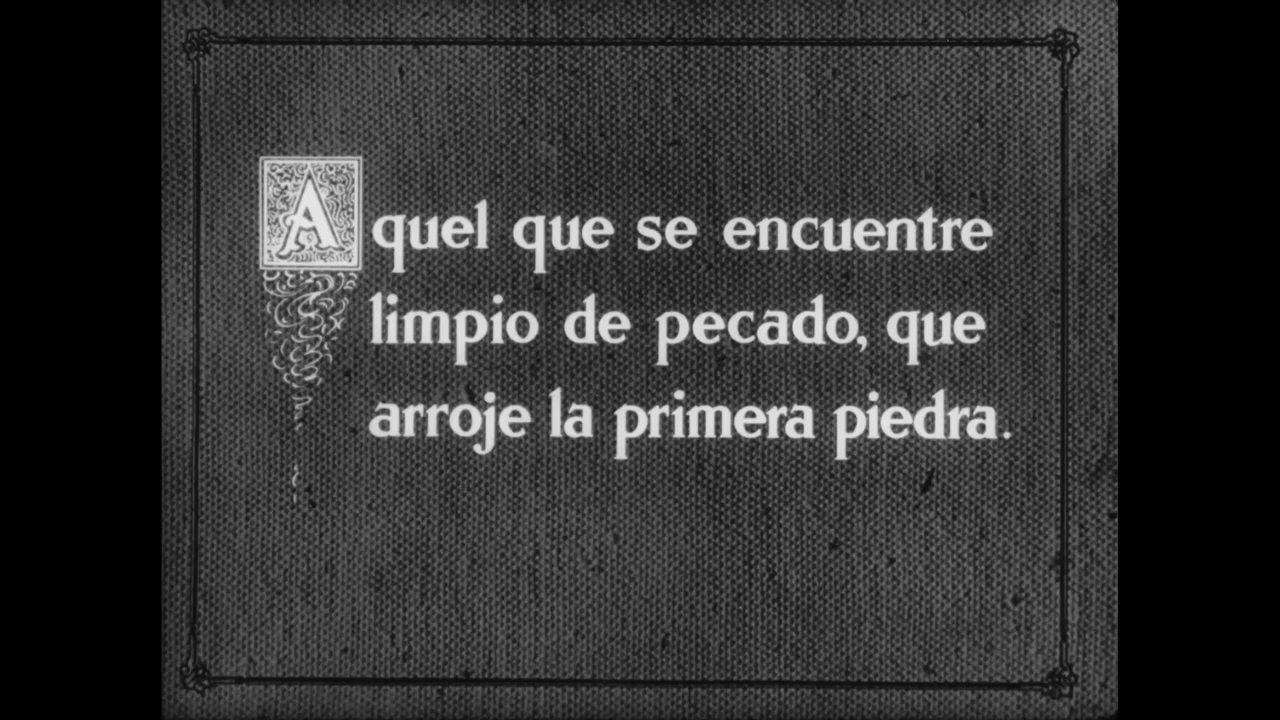 Aquel que se encuentre
limpio de pecado, que
arroje la primera piedra.